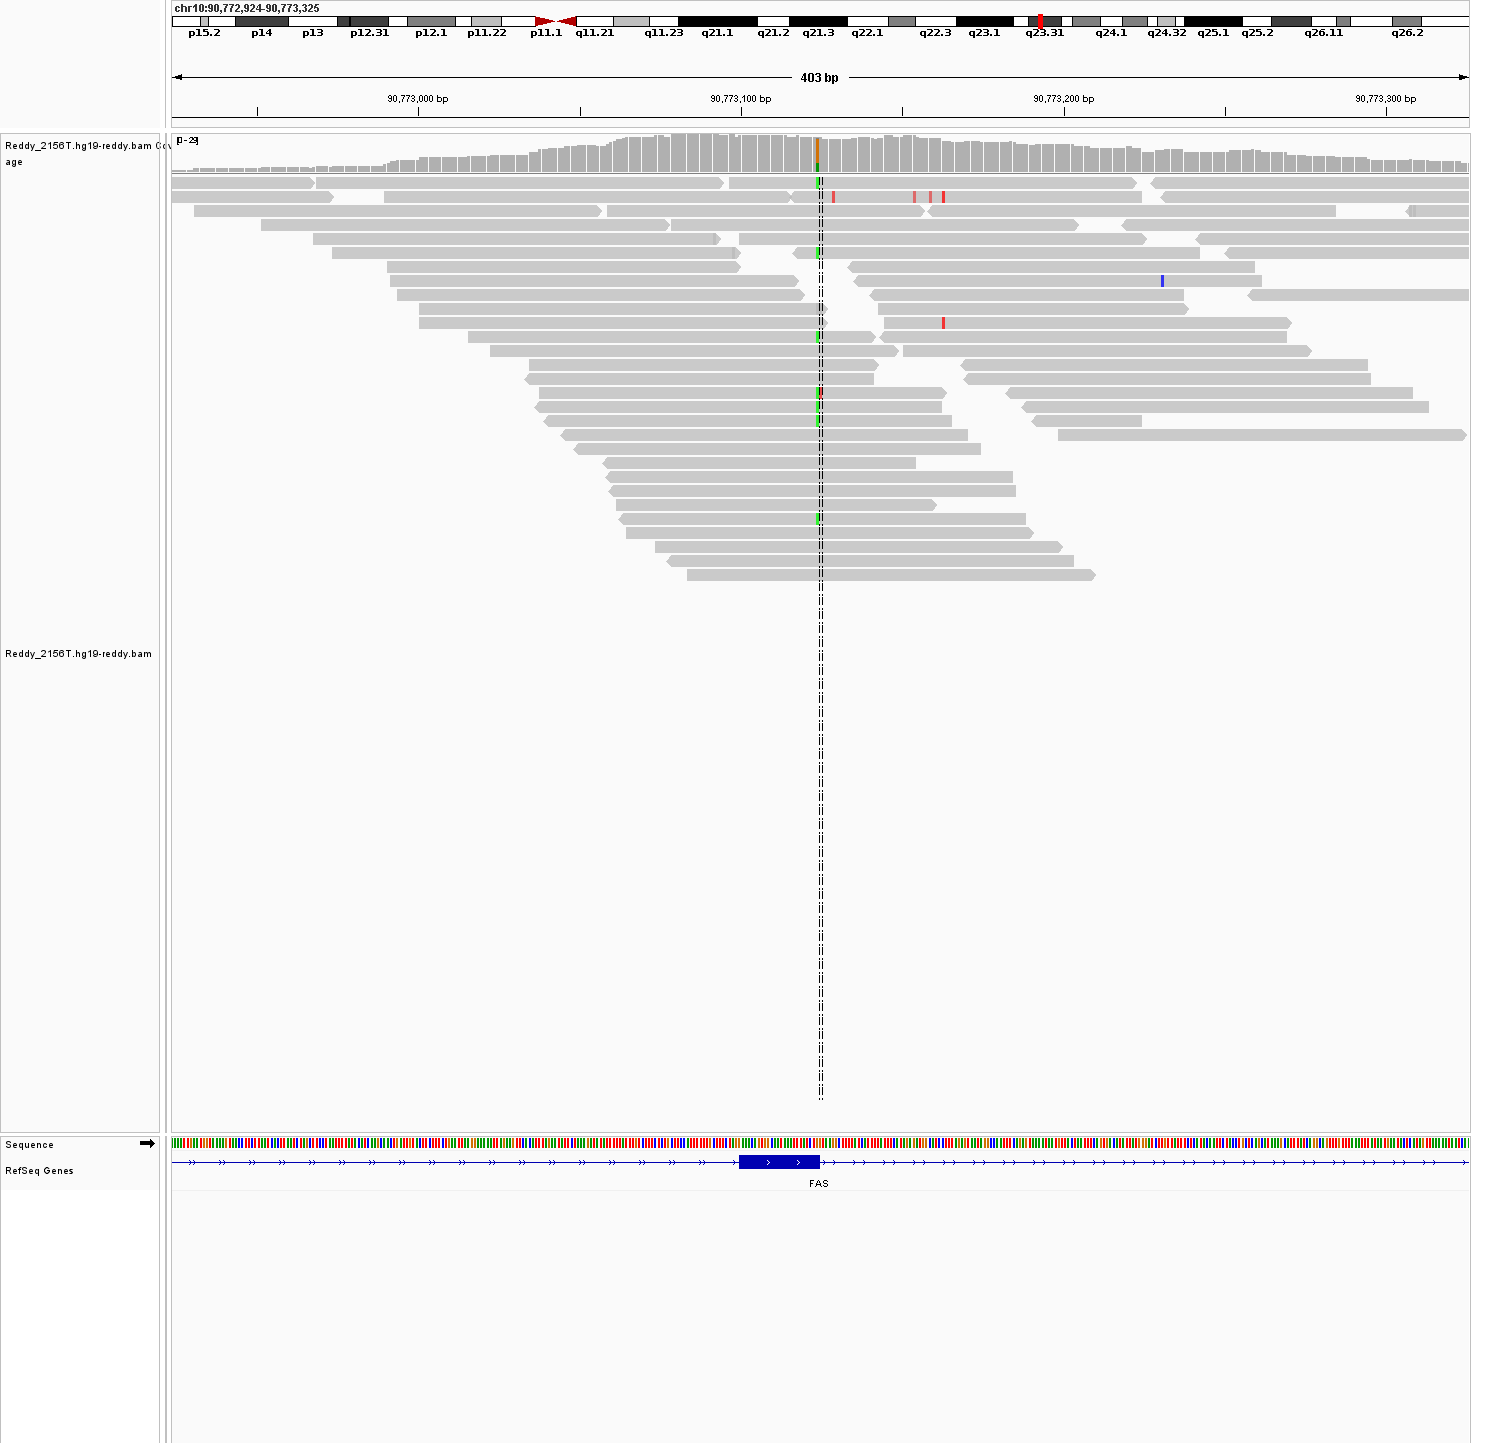 chr10:90,772,924-90,773,325
p15.2 p14 p13 p12.31 p12.1 p11.22 p11.1 q11.21 q11.23 q21.1 q21.2 q21.3 q22.1 q22.3 q23.1 q23.31 q24.1 q24.32 q25.1 q25.2 q26.11 q26.2
403 bp
90,773,000 bp 90,773,100 bp 90,773,200 bp 90,773,300 bp
Reddy_2156T.hg19-reddy.bam Cov
age
Reddy_2156T.hg19-reddy.bam
Sequence
RefSeq Genes
FAS